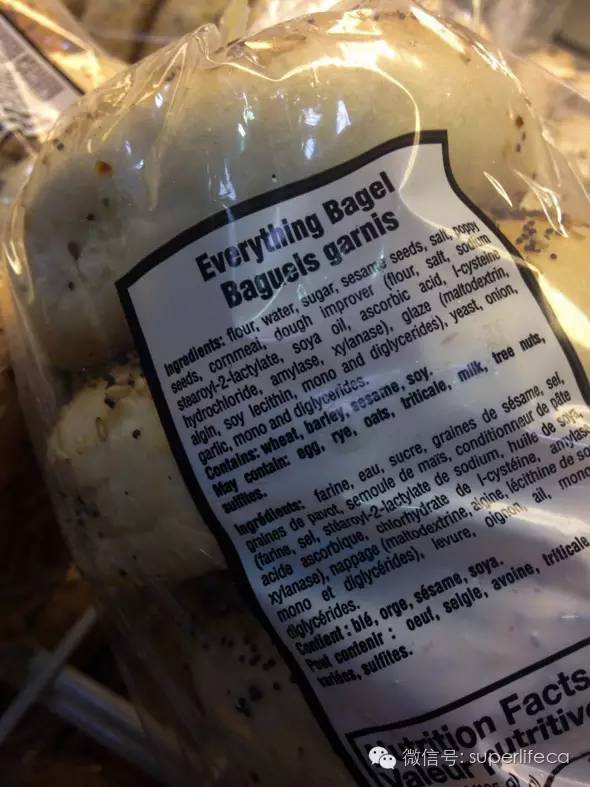 Everything Bagel
Baguels garnis
Ingredients: flour, water, sugar, sesame seeds, salt, poppy
seeds, cornmeal, dough improver (flour, salt, sodium
stearoyl-2-lactylate, soya oil, ascorbic acid, l-cysteine
hydrochloride, amylase, xylanase), glaze (maltodextrin,
algin, soy lecithin, mono and diglycerides), yeast, onion,
garlic, mono and diglycerides.
Contains: wheat, barley, sesame, soy.
May contain: egg, rye, oats, triticale, milk, tree nuts,
sulfites.
Ingrédients: farine, eau, sucre, graines de sésame, sel,
graines de pavot, semoule de maïs, conditionneur de pâte
(farine, sel, stéaroyl-2-lactylate de sodium, huile de soya,
acide ascorbique, chlorhydrate de l-cystéine, amylase,
xylanase), nappage (maltodextrine, algine, lécithine de
mono et diglycérides), levure, oignon, ail, mono
diglycérides.
Contient : blé, orge, sésame, soya.
Peut contenir : oeuf, seigle, avoine, triticale
variées, sulfites.
Nutrition Facts
Valeur nutritive
微信号: superlifeca